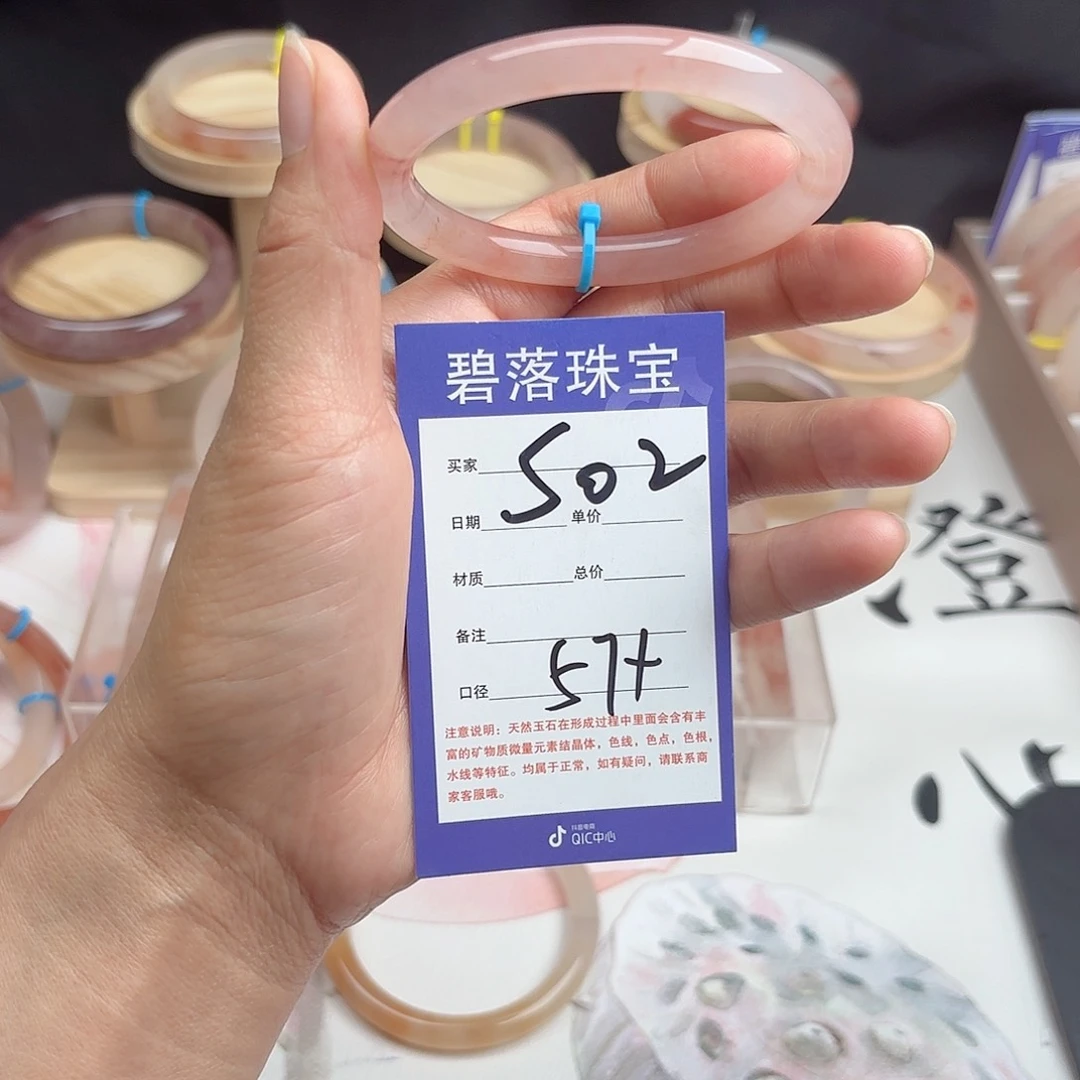 碧落珠宝
买家 502
日期 单价
材质 总价
备注
口径 57+
注意说明：天然玉石在形成过程中里面会含有丰
富的矿物质微量元素结晶体，色线，色点，色根，
水线等特征。均属于正常，如有疑问，请联系商
家客服哦。
抖音电商
QIC中心
澄
心